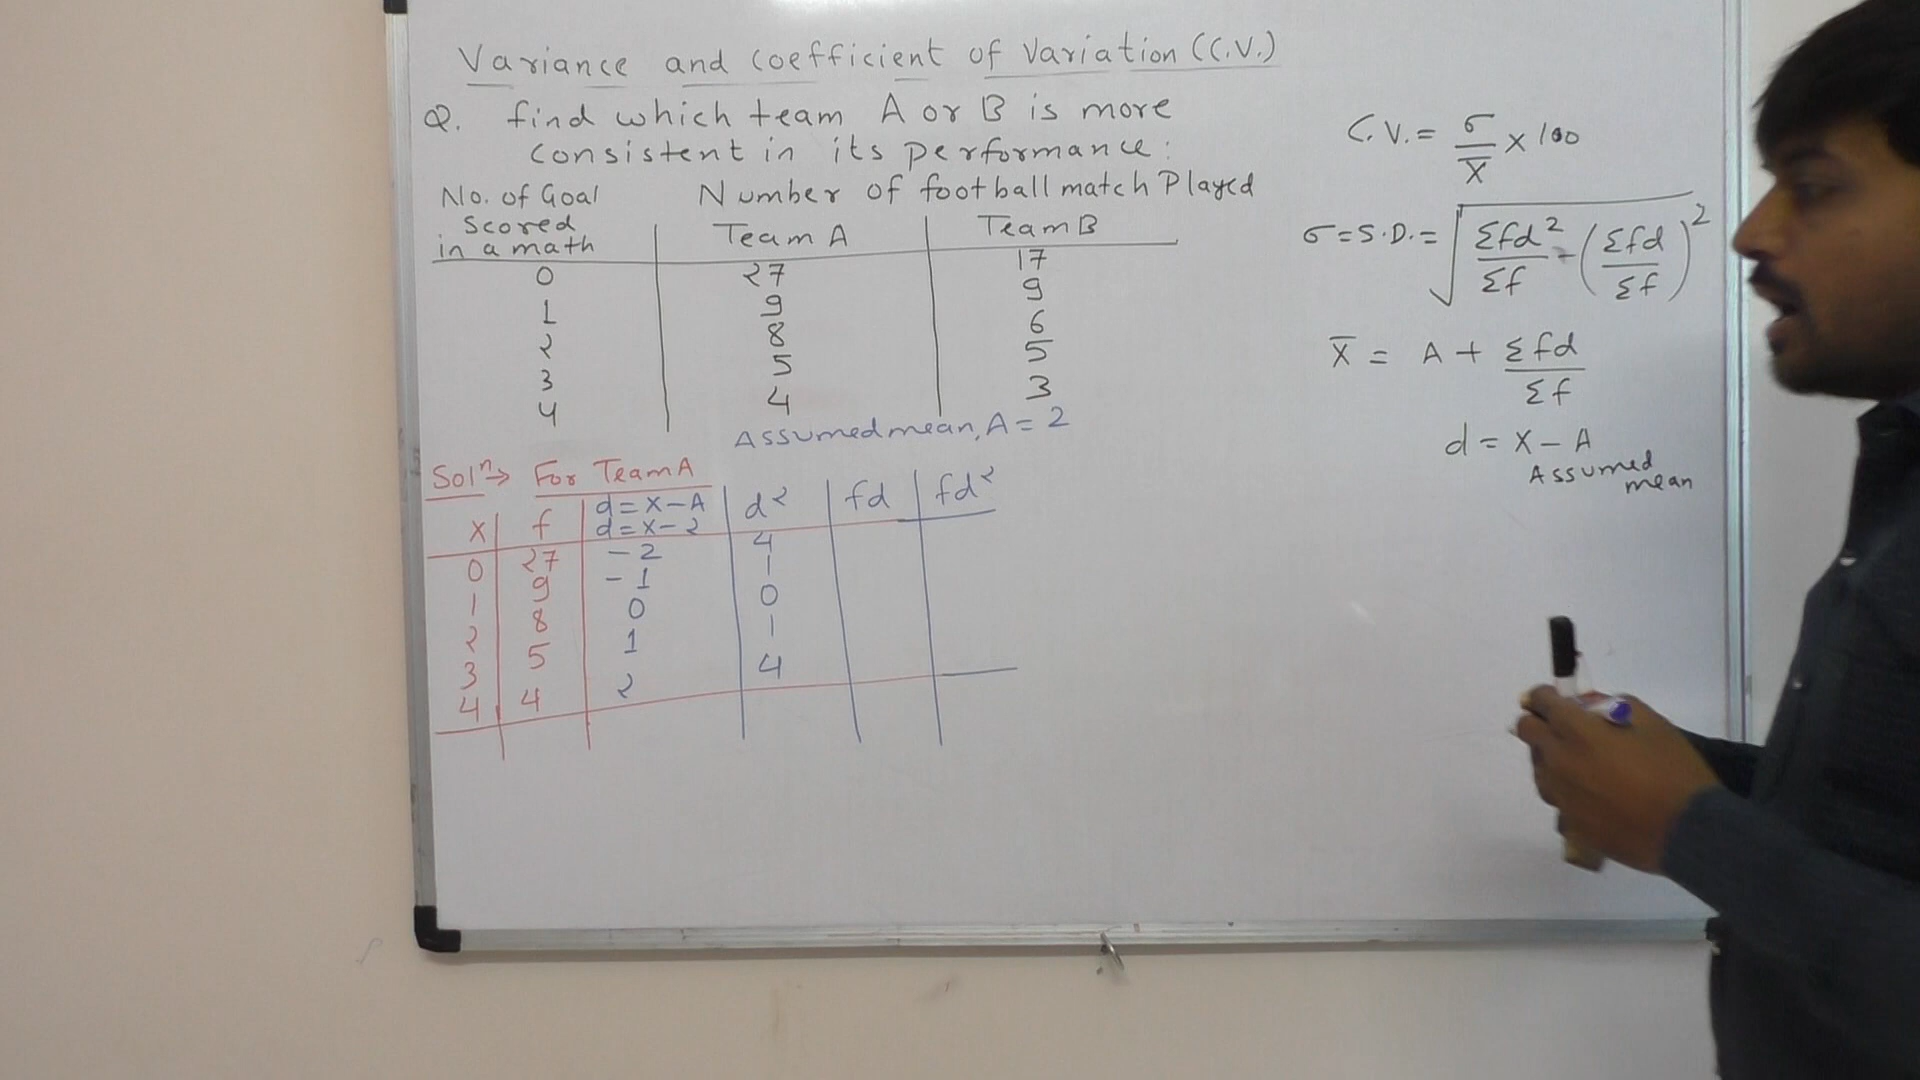 Variance and Coefficient of Variation (C.V.)
Q. find which team A or B is more
consistent in its performance:
No. of Goal Scored in a math | Number of football match Played
Team A | Team B
0 | 27 | 17
1 | 9 | 9
2 | 8 | 6
3 | 5 | 5
4 | 4 | 3
Assumed mean, A = 2
Solⁿ→ For Team A
x | f | d=x-A d=x-2 | d² | fd | fd²
0 | 27 | -2 | 4
1 | 9 | -1 | 1
2 | 8 | 0 | 0
3 | 5 | 1 | 1
4 | 4 | 2 | 4
C.V. = σ/x̅ × 100
σ = S.D. = √(Σfd²/Σf - (Σfd/Σf)²)
x̅ = A + Σfd/Σf
d = x - A
Assumed
mean